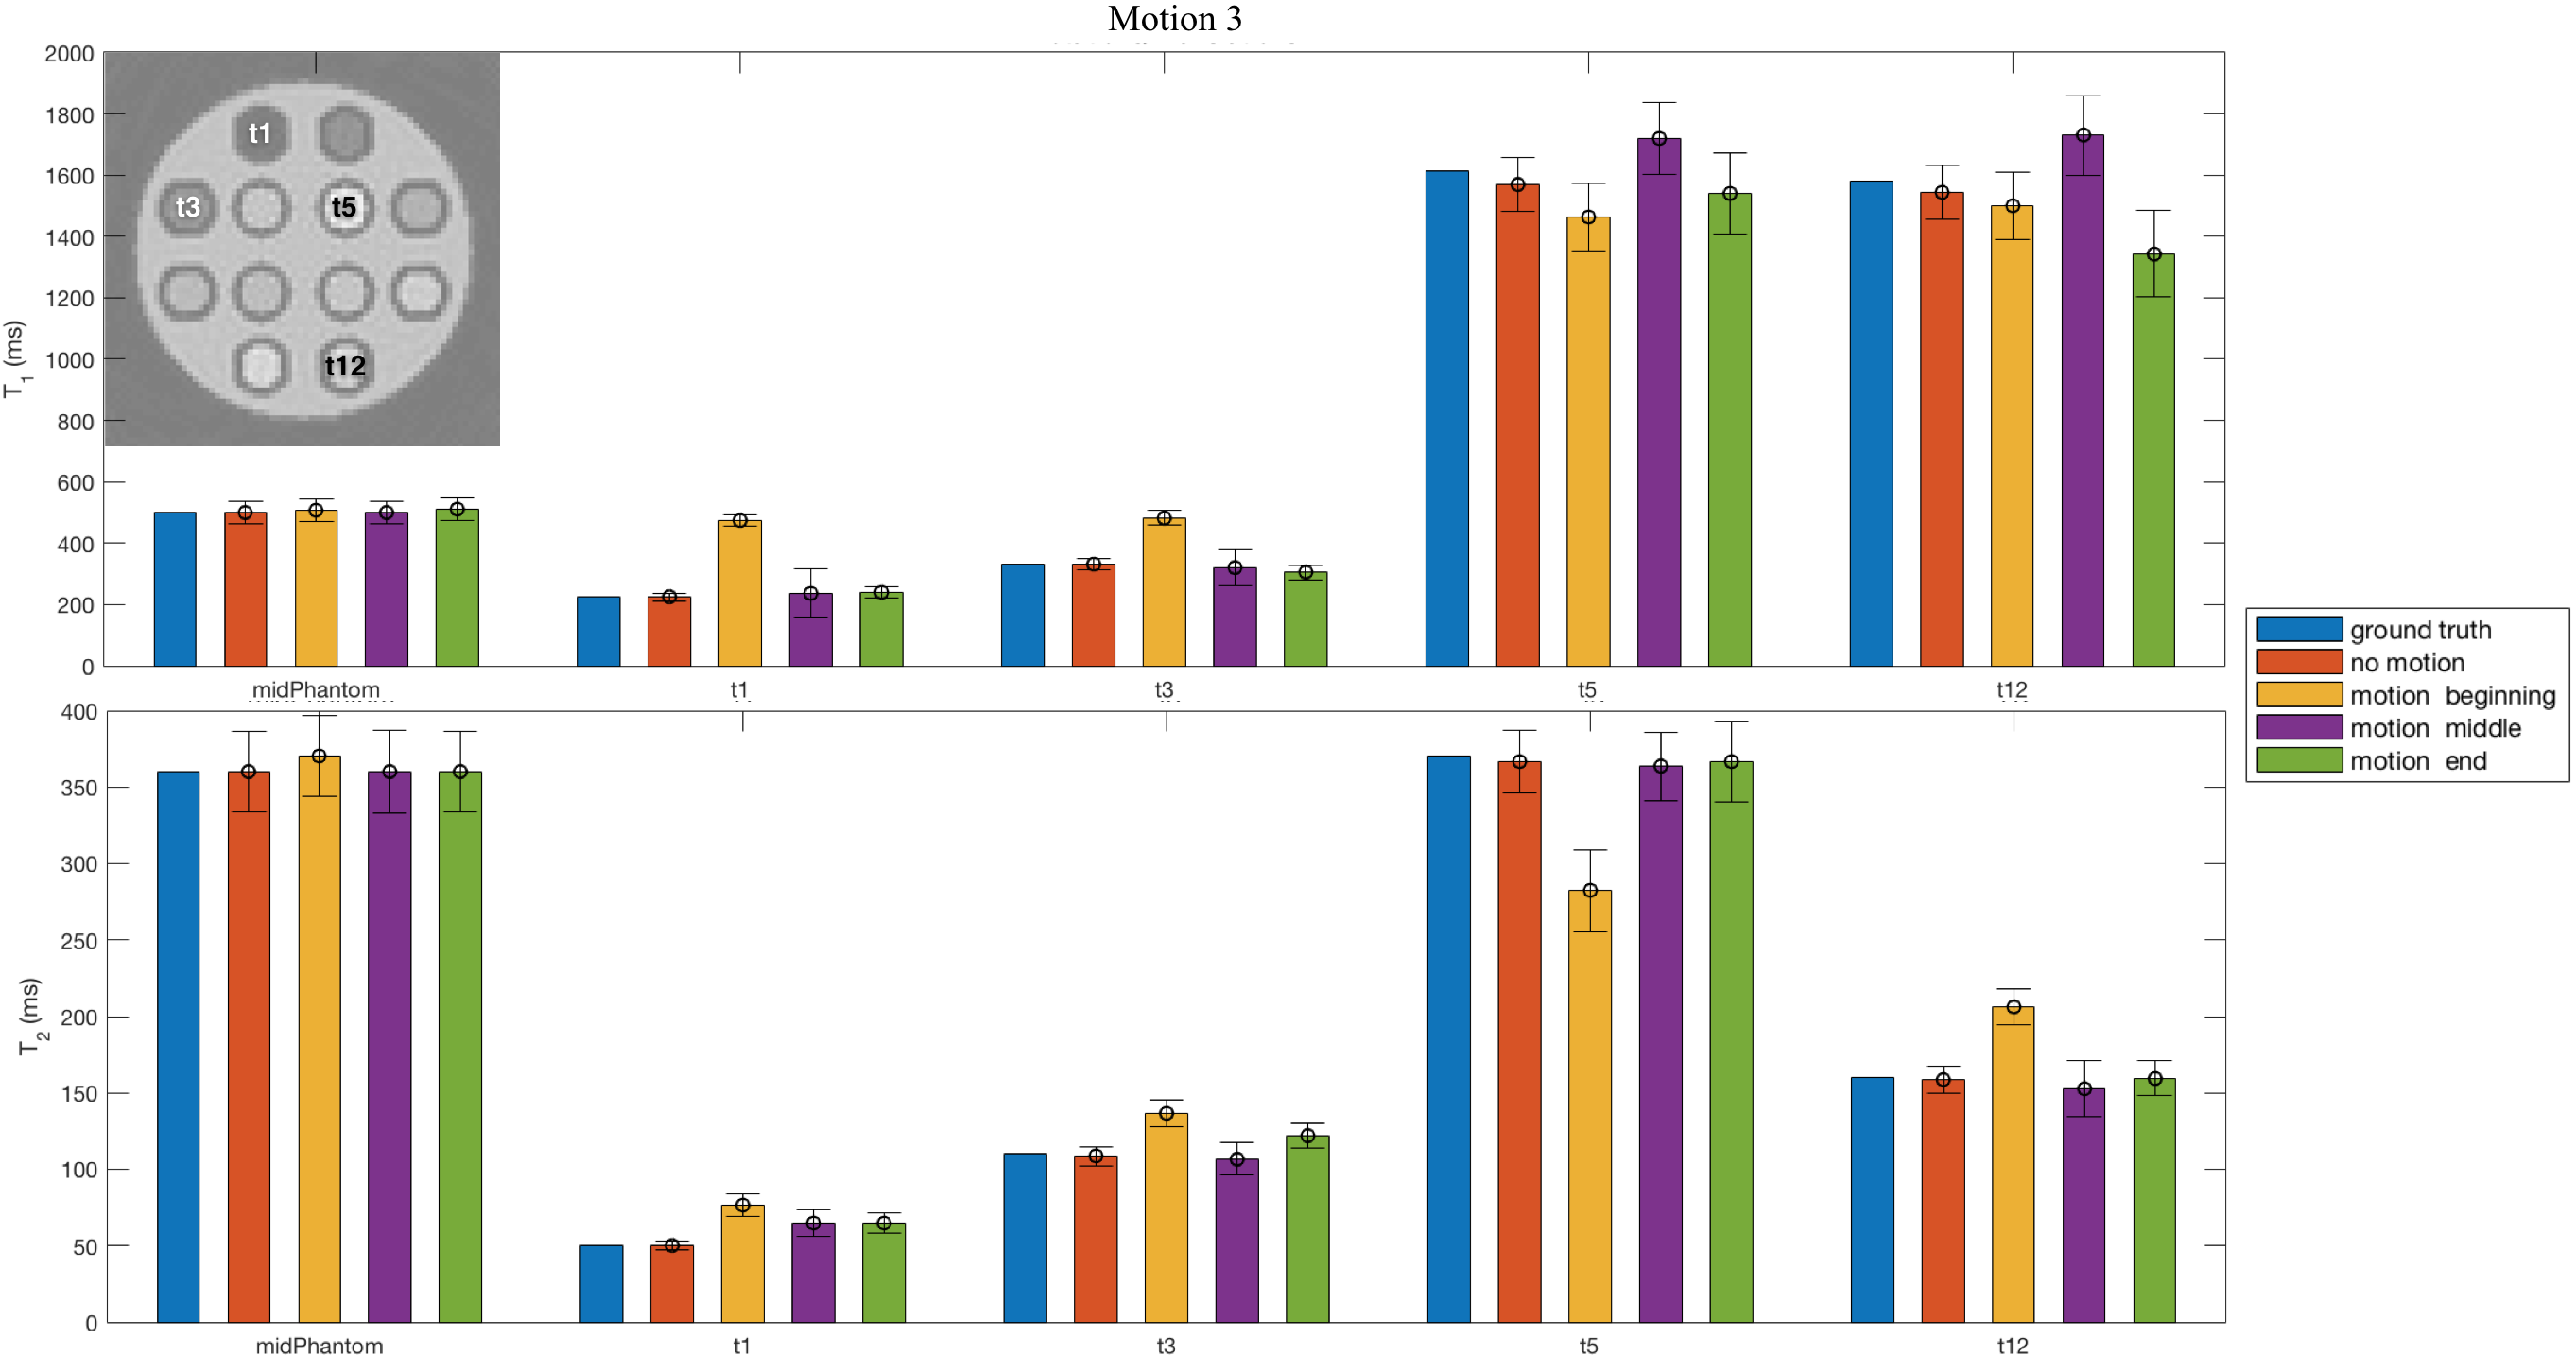 Motion 3
2000
1800
1600
1400
1200
1000
800
600
400
200
0
T1 (ms)
t1
t3 t5
t12
midPhantom t1 t3 t5 t12
400
350
300
250
200
150
100
50
0
T2 (ms)
midPhantom t1 t3 t5 t12
ground truth
no motion
motion beginning
motion middle
motion end